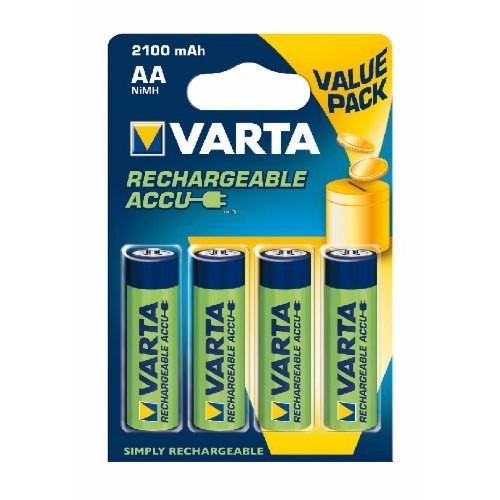 2100 mAh
AA
NiMH
VALUE
PACK
VARTA
RECHARGEABLE
ACCU
VARTA
RECHARGEABLE ACCU
VARTA
RECHARGEABLE ACCU
VARTA
RECHARGEABLE ACCU
VARTA
RECHARGEABLE ACCU
SIMPLY RECHARGEABLE